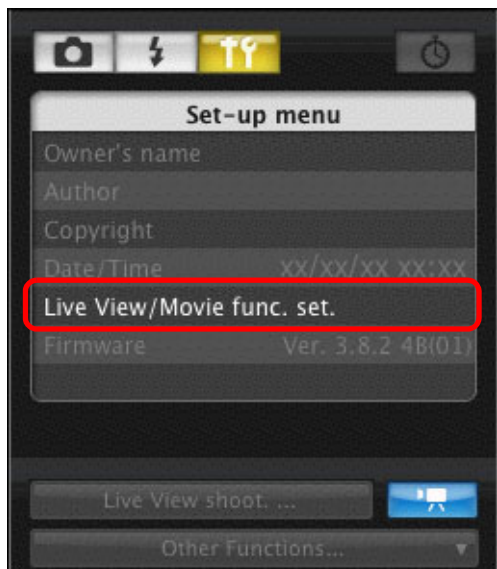 Set-up menu
Owner's name
Author
Copyright
Date/Time xx/xx/xx xx:xx
Live View/Movie func. set.
Firmware Ver. 3.8.2 4B(01)
Live View shoot. ...
Other Functions...